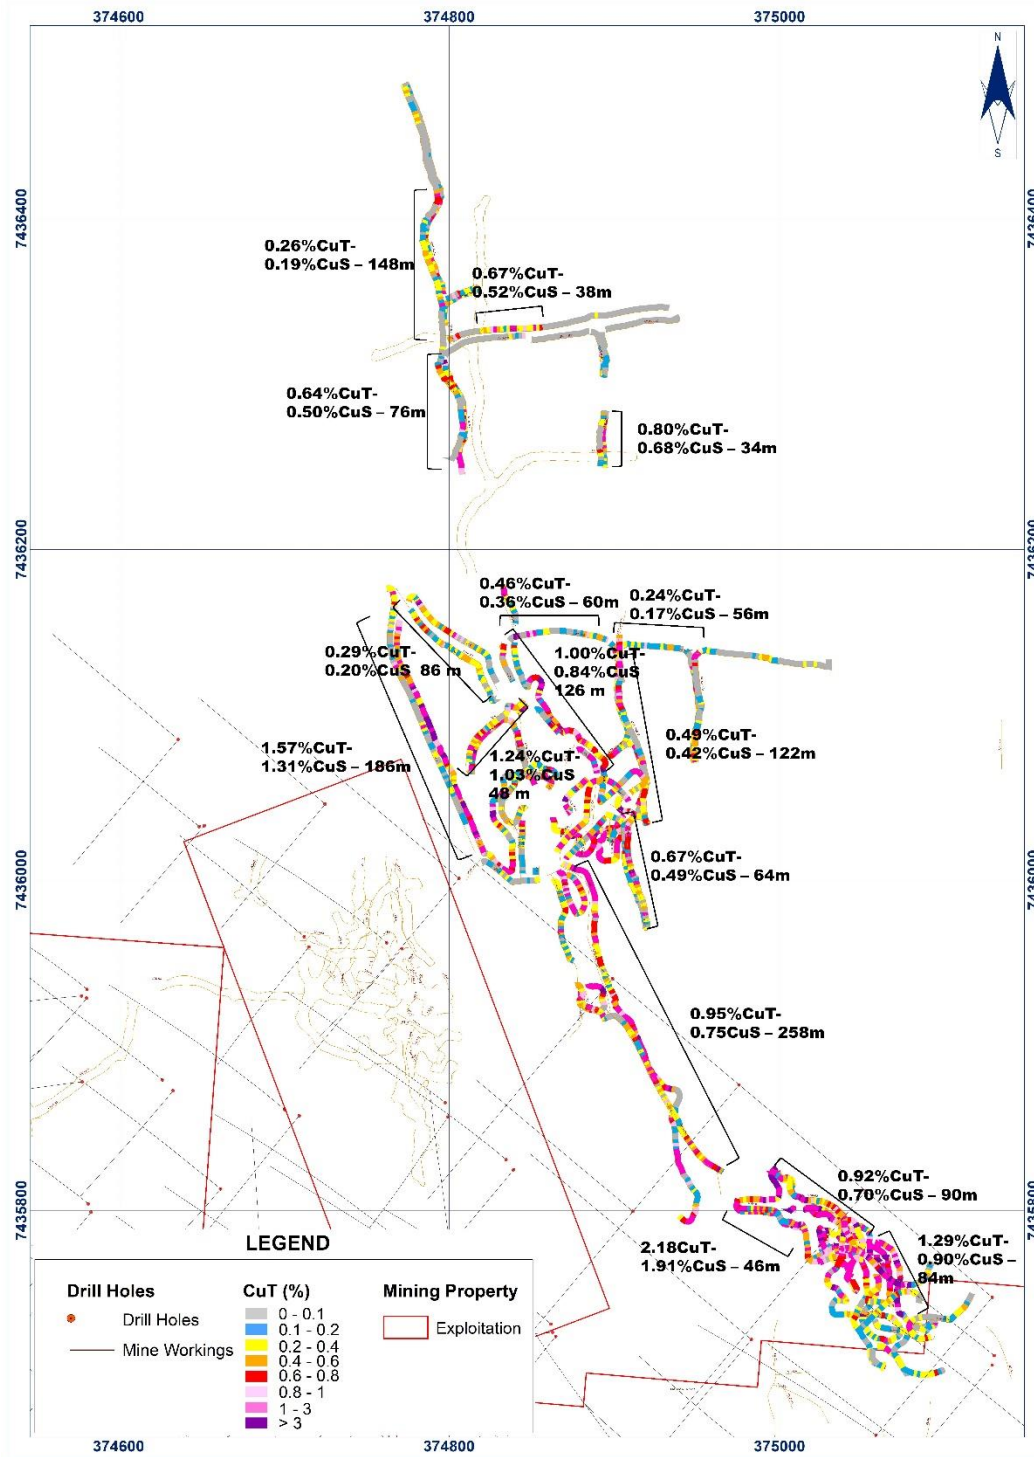 374600 374800 375000
N
S
7436400 7436400
0.26%CuT-
0.19%CuS – 148m
0.67%CuT-
0.52%CuS – 38m
0.64%CuT-
0.50%CuS – 76m
0.80%CuT-
0.68%CuS – 34m
7436200 7436200
0.46%CuT-
0.36%CuS – 60m
0.24%CuT-
0.17%CuS – 56m
0.29%CuT-
0.20%CuS 86 m
1.00%CuT-
0.84%CuS
126 m
1.57%CuT-
1.31%CuS – 186m
1.24%CuT-
1.03%CuS
48 m
0.49%CuT-
0.42%CuS – 122m
0.67%CuT-
0.49%CuS – 64m
7436000 7436000
0.95%CuT-
0.75CuS – 258m
0.92%CuT-
0.70%CuS – 90m
7435800 7435800
2.18CuT-
1.91%CuS – 46m
1.29%CuT-
0.90%CuS –
84m
LEGEND
Drill Holes
Drill Holes
Mine Workings
CuT (%)
0 - 0.1
0.1 - 0.2
0.2 - 0.4
0.4 - 0.6
0.6 - 0.8
0.8 - 1
1 - 3
> 3
Mining Property
Exploitation
374600 374800 375000